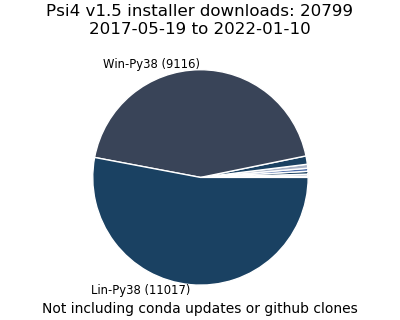 Psi4 v1.5 installer downloads: 20799
2017-05-19 to 2022-01-10
Win-Py38 (9116)
Lin-Py38 (11017)
Not including conda updates or github clones